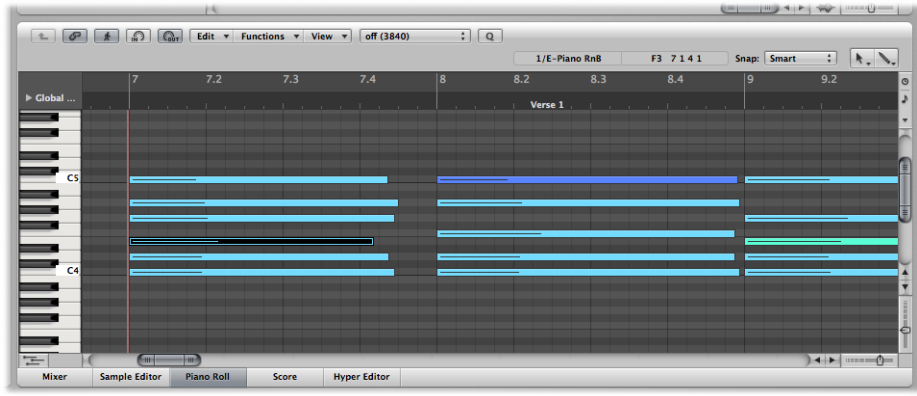 IN OUT Edit Functions View off (3840) Q
1/E-Piano RnB F3 7 1 4 1 Snap: Smart
7 7.2 7.3 7.4 8 8.2 8.3 8.4 9 9.2
Global ...
Verse 1
C5
C4
Mixer Sample Editor Piano Roll Score Hyper Editor